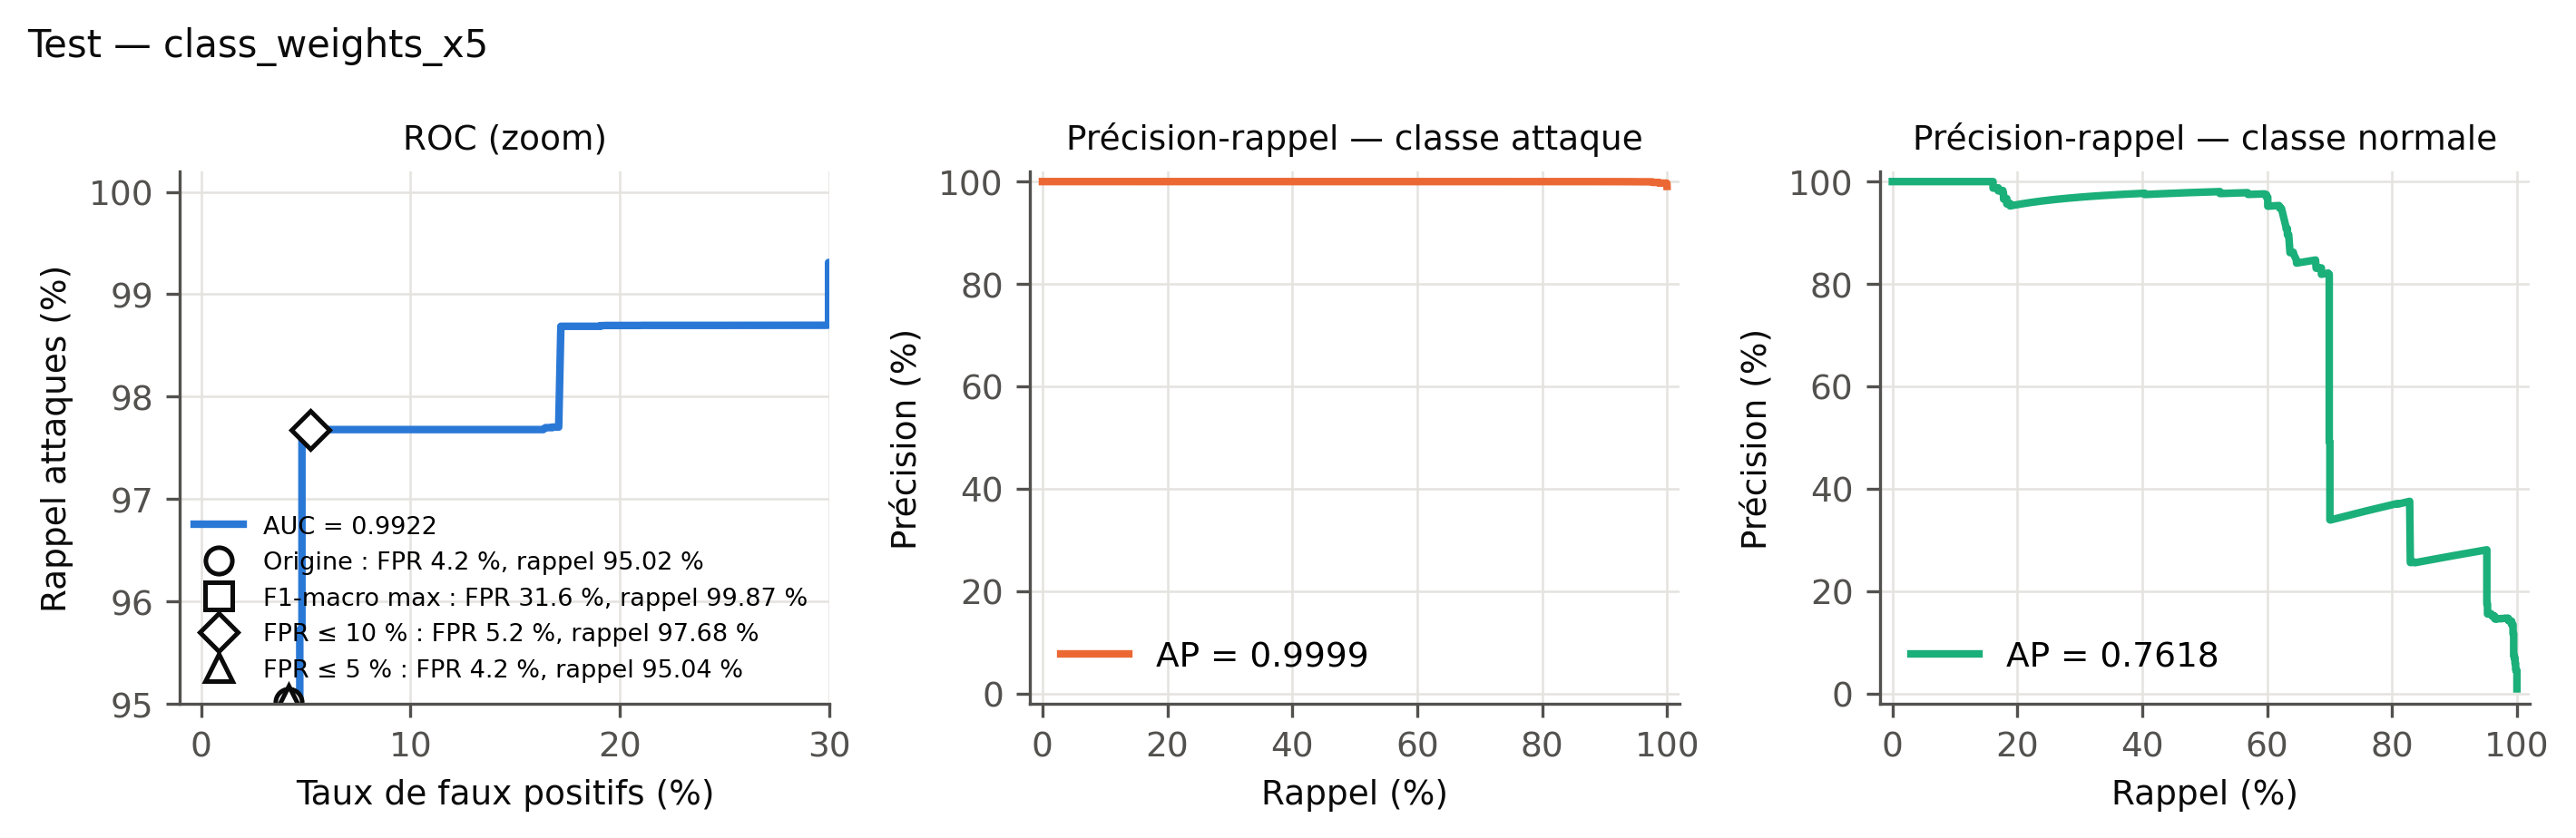 Test — class_weights_x5
ROC (zoom)
100
99
98
97
96
95
0
10
20
30
Rappel attaques (%)
Taux de faux positifs (%)
AUC = 0.9922
Origine : FPR 4.2 %, rappel 95.02 %
F1-macro max : FPR 31.6 %, rappel 99.87 %
FPR ≤ 10 % : FPR 5.2 %, rappel 97.68 %
FPR ≤ 5 % : FPR 4.2 %, rappel 95.04 %
Précision-rappel — classe attaque
100
80
60
40
20
0
0
20
40
60
80
100
Précision (%)
Rappel (%)
AP = 0.9999
Précision-rappel — classe normale
100
80
60
40
20
0
0
20
40
60
80
100
Précision (%)
Rappel (%)
AP = 0.7618